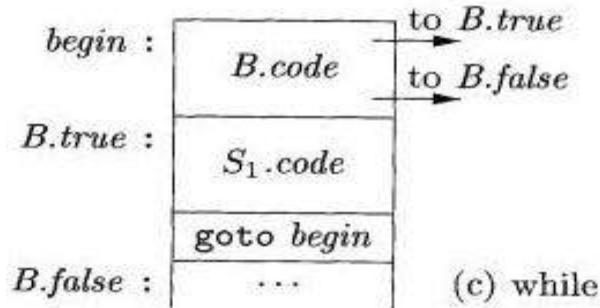 to B.true
begin :
B.code
to B.false
B.true :
S₁.code
goto begin
B.false : ... (c) while